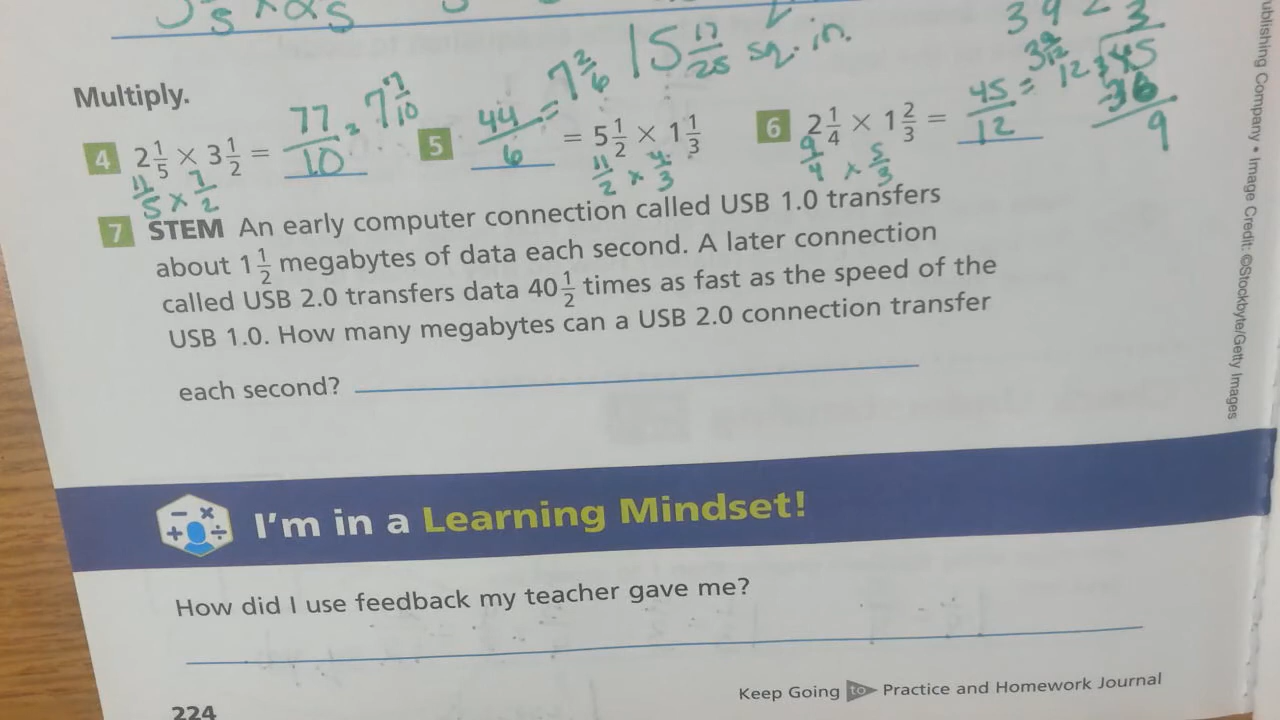 15 17/25 sq. in.
Multiply.
4 2 1/5 × 3 1/2 = 77/10 = 7 7/10
11/5 × 7/2
5 44/6 = 7 2/6 = 5 1/2 × 1 1/3
11/2 × 4/3
6 2 1/4 × 1 2/3 = 45/12 = 3 9/12
9/4 × 5/3
3
12 45
36
9
7 STEM An early computer connection called USB 1.0 transfers
about 1 1/2 megabytes of data each second. A later connection
called USB 2.0 transfers data 40 1/2 times as fast as the speed of the
USB 1.0. How many megabytes can a USB 2.0 connection transfer
each second?
ublishing Company • Image Credit: ©Stockbyte/Getty Images
I'm in a Learning Mindset!
How did I use feedback my teacher gave me?
Keep Going to Practice and Homework Journal
224